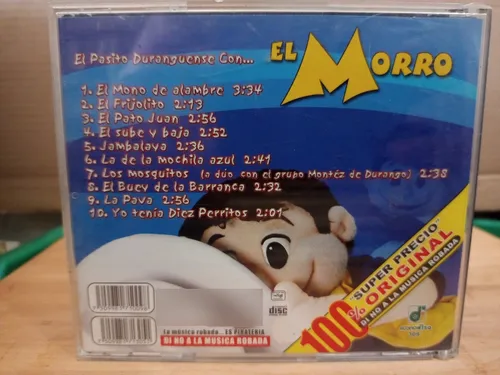 El Pasito Duranguense Con...
EL MORRO
1. El Mono de alambre 3:34
2. El Frijolito 2:13
3. El Pato Juan 2:56
4. El sube y baja 2:52
5. Jambalaya 2:36
6. La de la mochila azul 2:41
7. Los mosquitos (a dúo con el grupo Montéz de Durango) 2:38
8. El Buey de la Barranca 2:32
9. La Pava 2:56
10. Yo tenía Diez Perritos 2:01
"SUPER PRECIO"
100% ORIGINAL
DI NO A LA MUSICA ROBADA
disc
La música robada... ES PIRATERIA
DI NO A LA MUSICA ROBADA